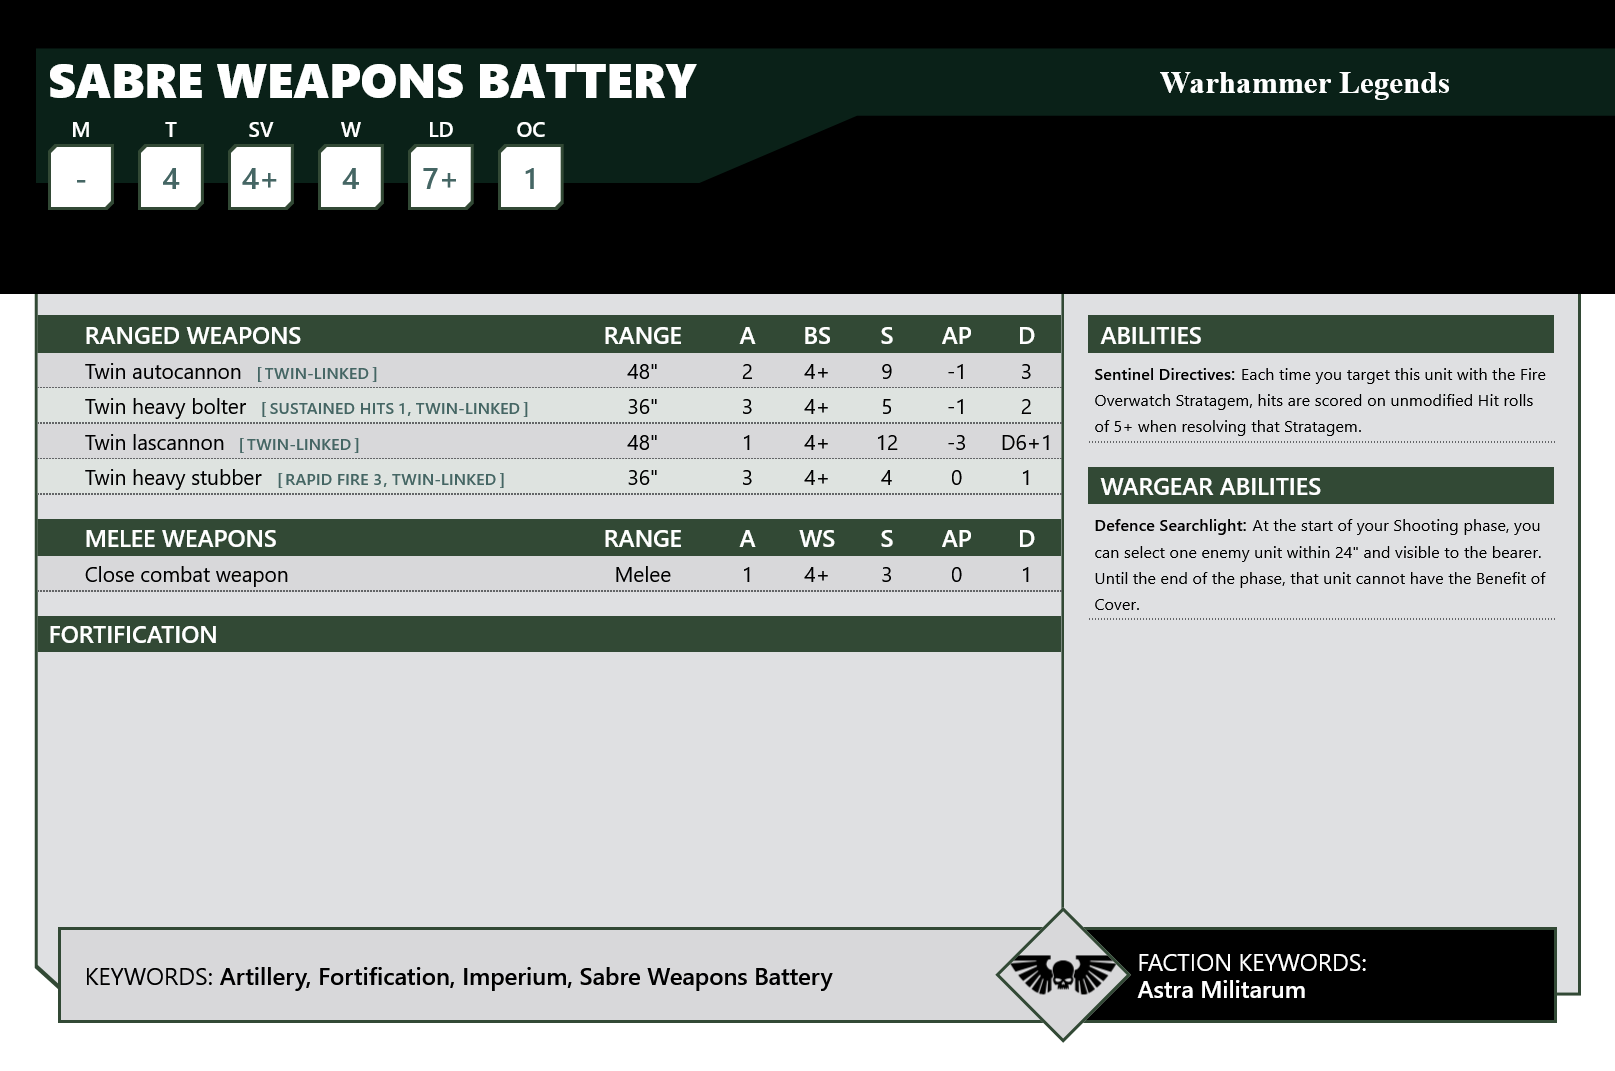 SABRE WEAPONS BATTERY
Warhammer Legends
M T SV W LD OC
- 4 4+ 4 7+ 1
RANGED WEAPONS RANGE A BS S AP D
Twin autocannon [TWIN-LINKED] 48" 2 4+ 9 -1 3
Twin heavy bolter [SUSTAINED HITS 1, TWIN-LINKED] 36" 3 4+ 5 -1 2
Twin lascannon [TWIN-LINKED] 48" 1 4+ 12 -3 D6+1
Twin heavy stubber [RAPID FIRE 3, TWIN-LINKED] 36" 3 4+ 4 0 1
MELEE WEAPONS RANGE A WS S AP D
Close combat weapon Melee 1 4+ 3 0 1
FORTIFICATION
ABILITIES
Sentinel Directives: Each time you target this unit with the Fire
Overwatch Stratagem, hits are scored on unmodified Hit rolls
of 5+ when resolving that Stratagem.
WARGEAR ABILITIES
Defence Searchlight: At the start of your Shooting phase, you
can select one enemy unit within 24" and visible to the bearer.
Until the end of the phase, that unit cannot have the Benefit of
Cover.
KEYWORDS: Artillery, Fortification, Imperium, Sabre Weapons Battery
FACTION KEYWORDS:
Astra Militarum